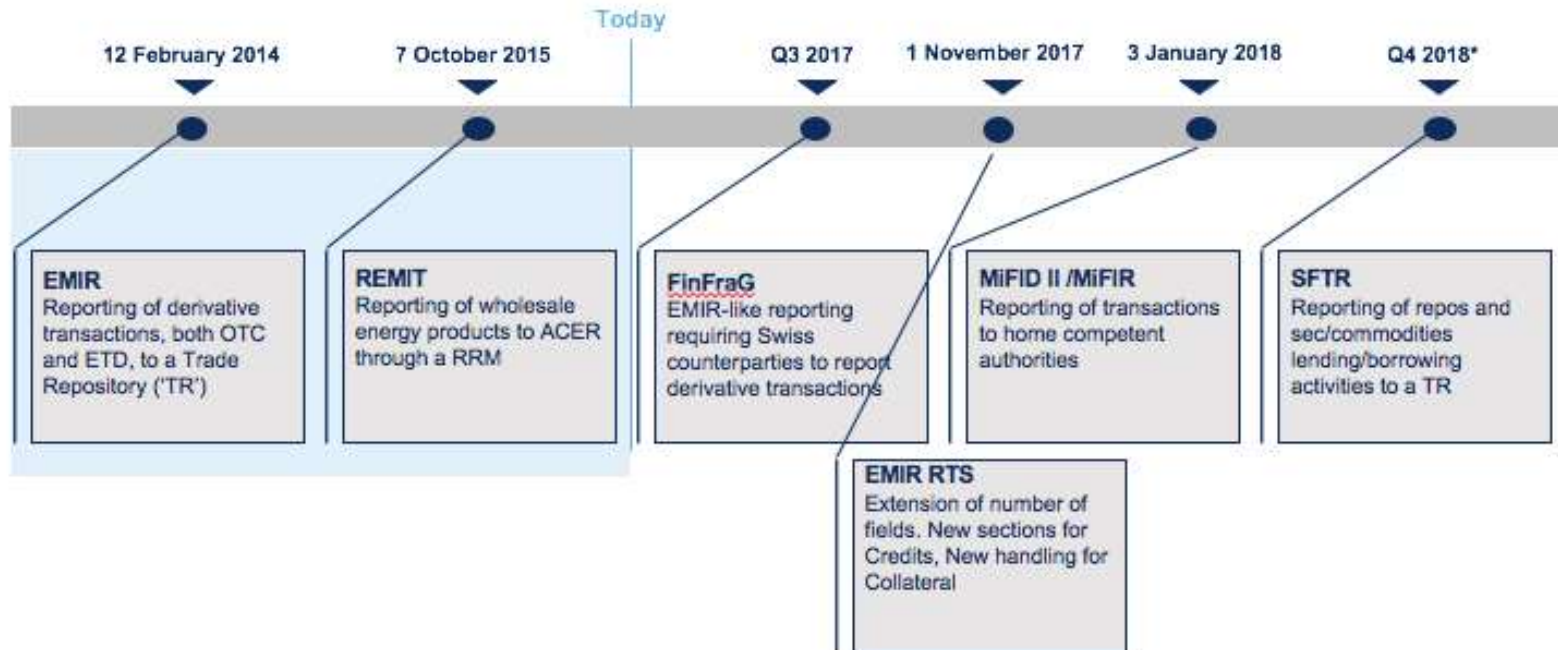 Today
12 February 2014
7 October 2015
Q3 2017
1 November 2017
3 January 2018
Q4 2018*
EMIR
Reporting of derivative
transactions, both OTC
and ETD, to a Trade
Repository ('TR')
REMIT
Reporting of wholesale
energy products to ACER
through a RRM
FinFraG
EMIR-like reporting
requiring Swiss
counterparties to report
derivative transactions
MiFID II /MiFIR
Reporting of transactions
to home competent
authorities
SFTR
Reporting of repos and
sec/commodities
lending/borrowing
activities to a TR
EMIR RTS
Extension of number of
fields. New sections for
Credits, New handling for
Collateral